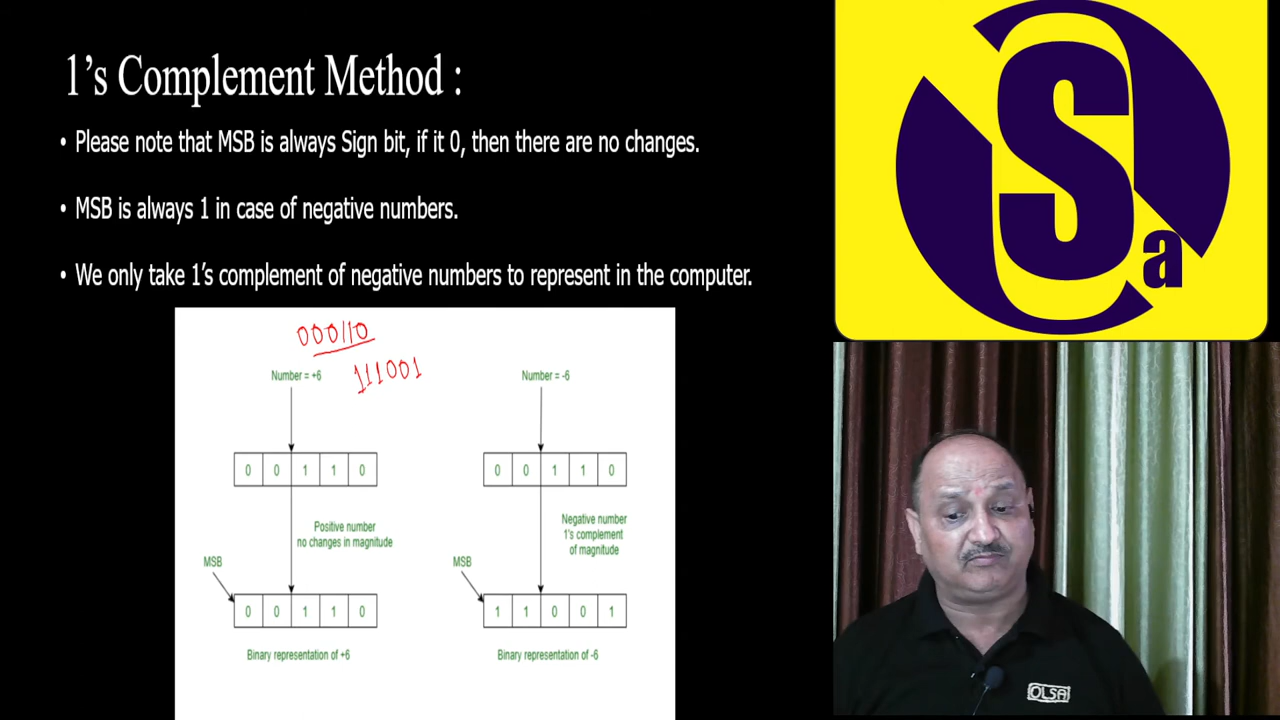 1's Complement Method :
• Please note that MSB is always Sign bit, if it 0, then there are no changes.
• MSB is always 1 in case of negative numbers.
• We only take 1's complement of negative numbers to represent in the computer.
000110
111001
Number = +6
0 0 1 1 0
Positive number
no changes in magnitude
MSB
0 0 1 1 0
Binary representation of +6
Number = -6
0 0 1 1 0
Negative number
1's complement
of magnitude
MSB
1 1 0 0 1
Binary representation of -6
S
a
OLSA